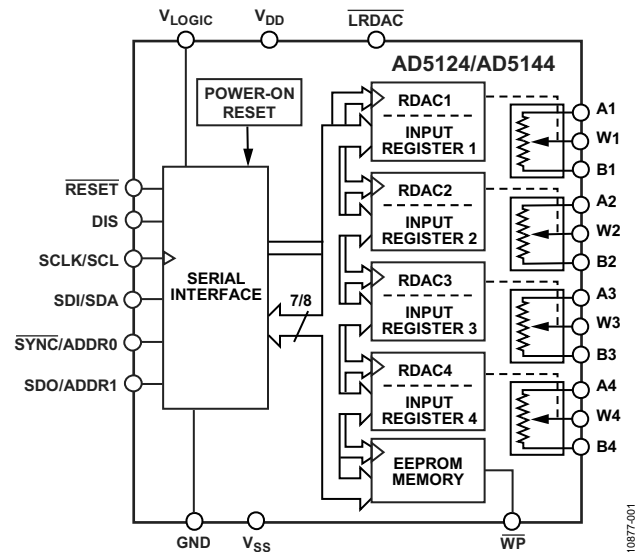 VLOGIC VDD LRDAC
AD5124/AD5144
POWER-ON
RESET
RDAC1
INPUT
REGISTER 1
A1
W1
B1
RESET
DIS
SCLK/SCL
SDI/SDA
SYNC/ADDR0
SDO/ADDR1
SERIAL
INTERFACE
7/8
RDAC2
INPUT
REGISTER 2
A2
W2
B2
RDAC3
INPUT
REGISTER 3
A3
W3
B3
RDAC4
INPUT
REGISTER 4
A4
W4
B4
EEPROM
MEMORY
GND VSS WP
10877-001